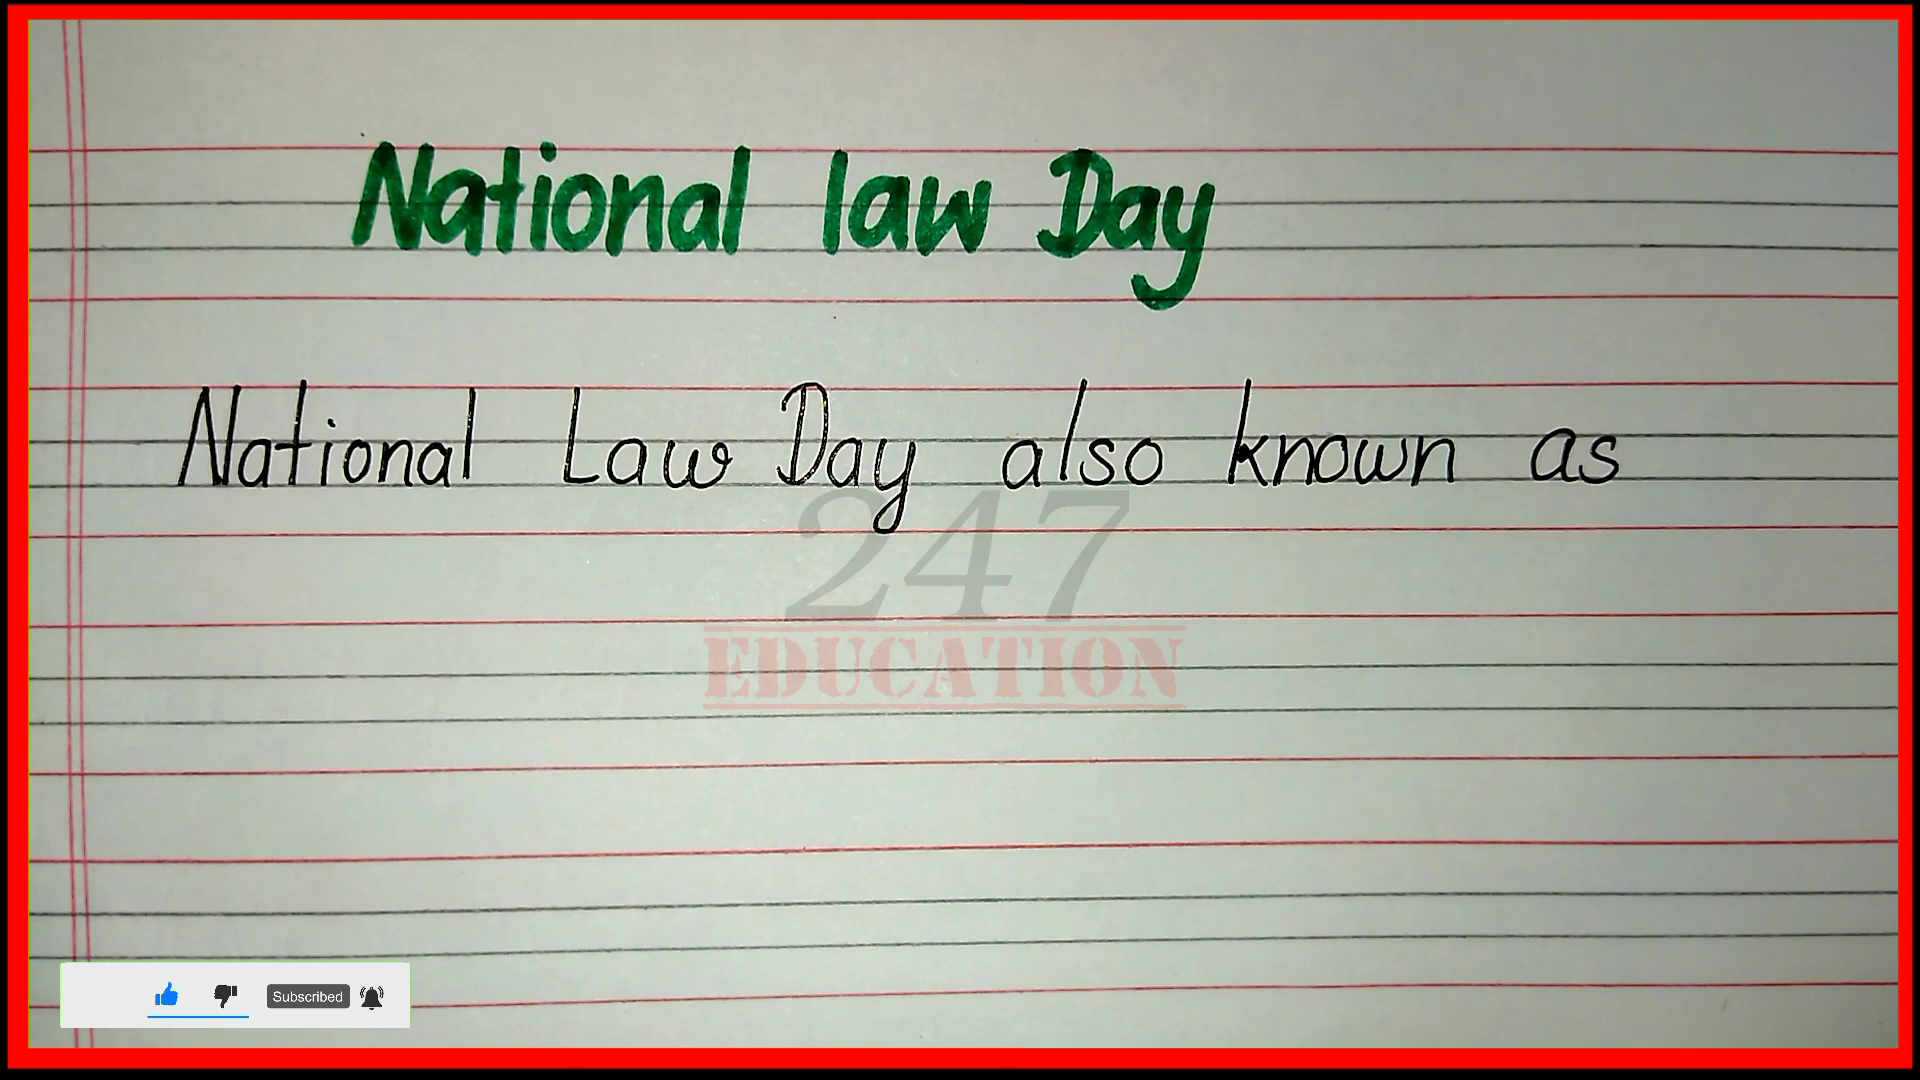 National law Day
National Law Day also known as
247
EDUCATION
Subscribed